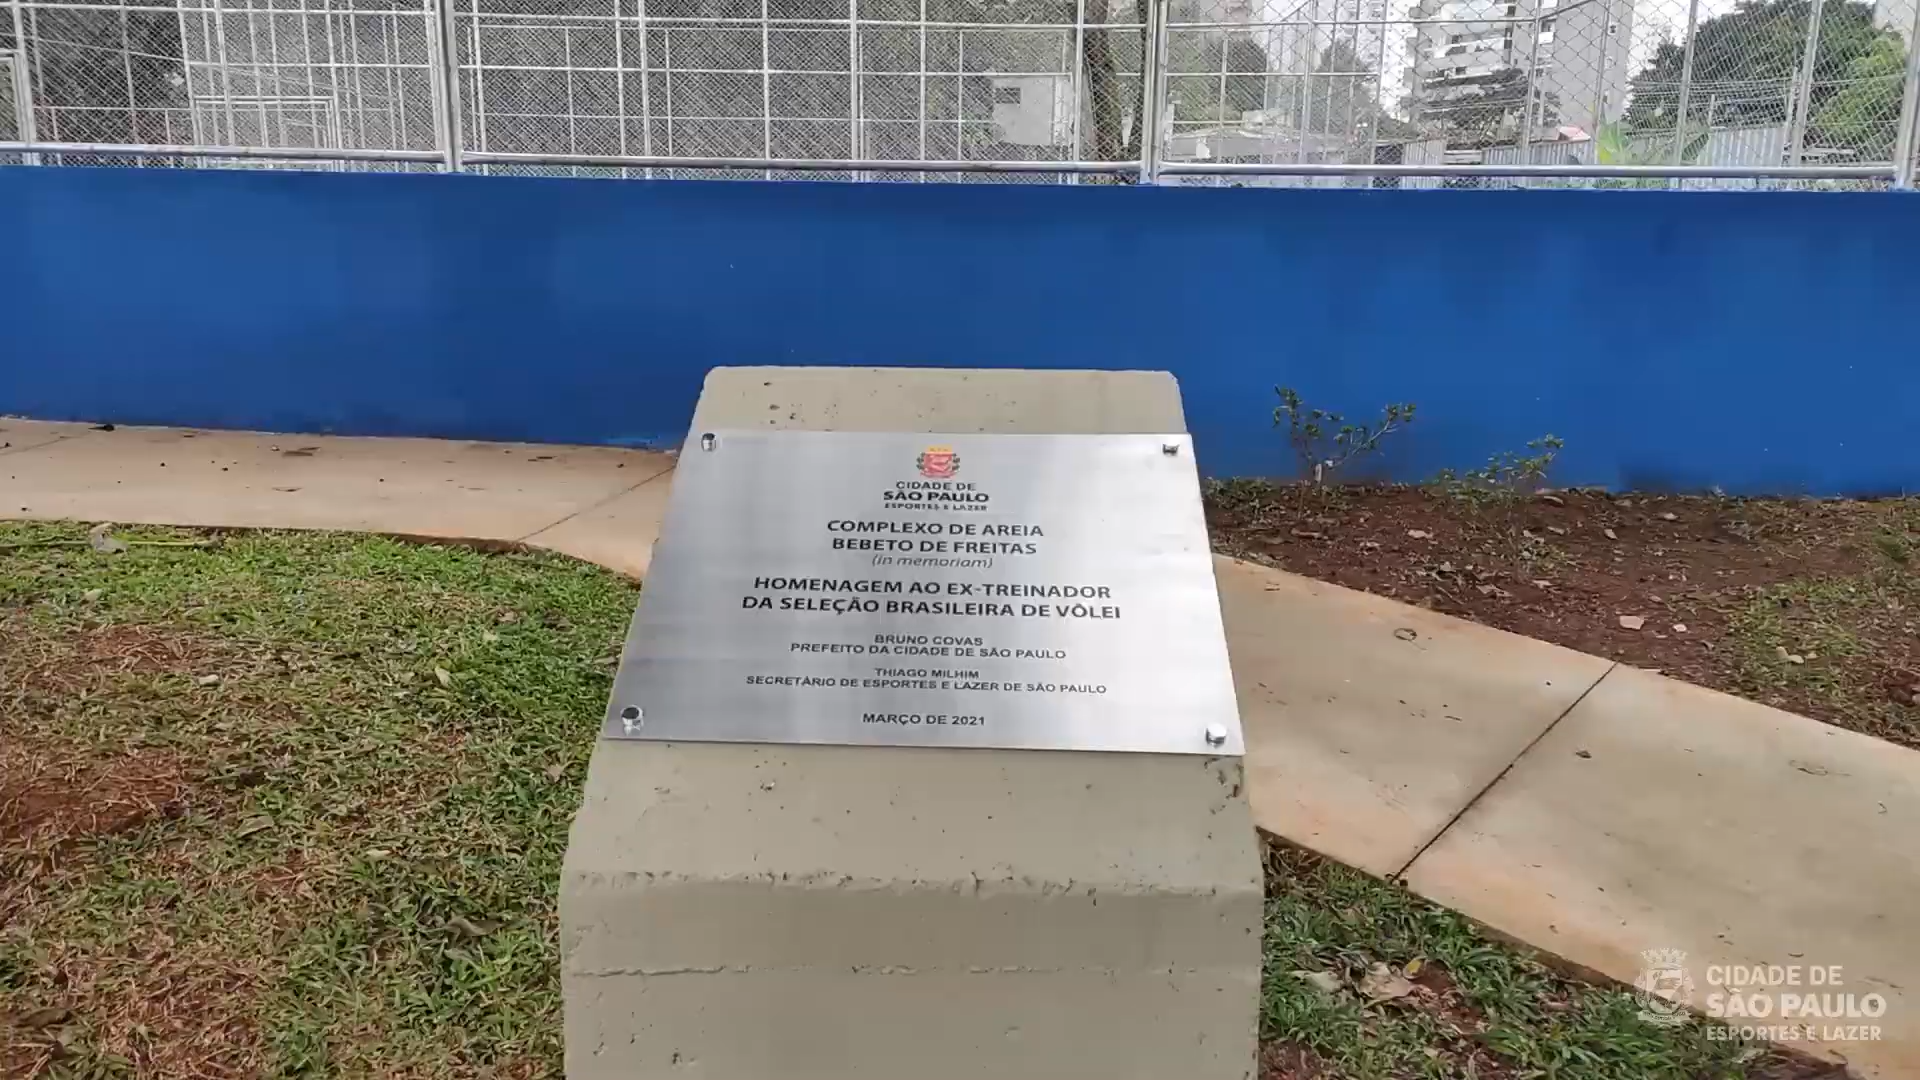 CIDADE DE
SÃO PAULO
ESPORTES E LAZER
COMPLEXO DE AREIA
BEBETO DE FREITAS
(in memoriam)
HOMENAGEM AO EX-TREINADOR
DA SELEÇÃO BRASILEIRA DE VÔLEI
BRUNO COVAS
PREFEITO DA CIDADE DE SÃO PAULO
THIAGO MILHIM
SECRETÁRIO DE ESPORTES E LAZER DE SÃO PAULO
MARÇO DE 2021
CIDADE DE
SÃO PAULO
ESPORTES E LAZER